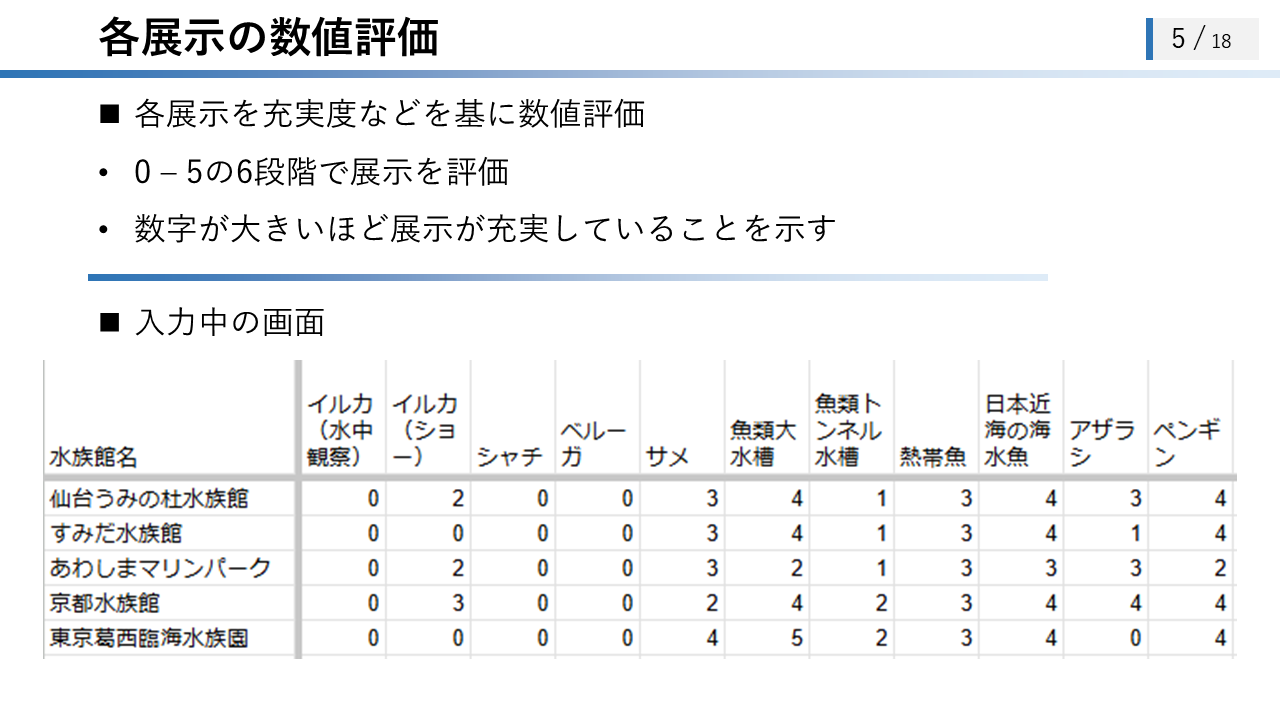 各展示の数値評価
5 / 18
■ 各展示を充実度などを基に数値評価
• 0 – 5の6段階で展示を評価
• 数字が大きいほど展示が充実していることを示す
■ 入力中の画面
水族館名 イルカ（水中観察） イルカ（ショー） シャチ ベルーガ サメ 魚類大水槽 魚類トンネル水槽 熱帯魚 日本近海の海水魚 アザラシ ペンギン
仙台うみの杜水族館 0 2 0 0 3 4 1 3 4 3 4
すみだ水族館 0 0 0 0 3 4 1 3 4 1 4
あわしまマリンパーク 0 2 0 0 3 2 1 3 3 3 2
京都水族館 0 3 0 0 2 4 2 3 4 4 4
東京葛西臨海水族園 0 0 0 0 4 5 2 3 4 0 4